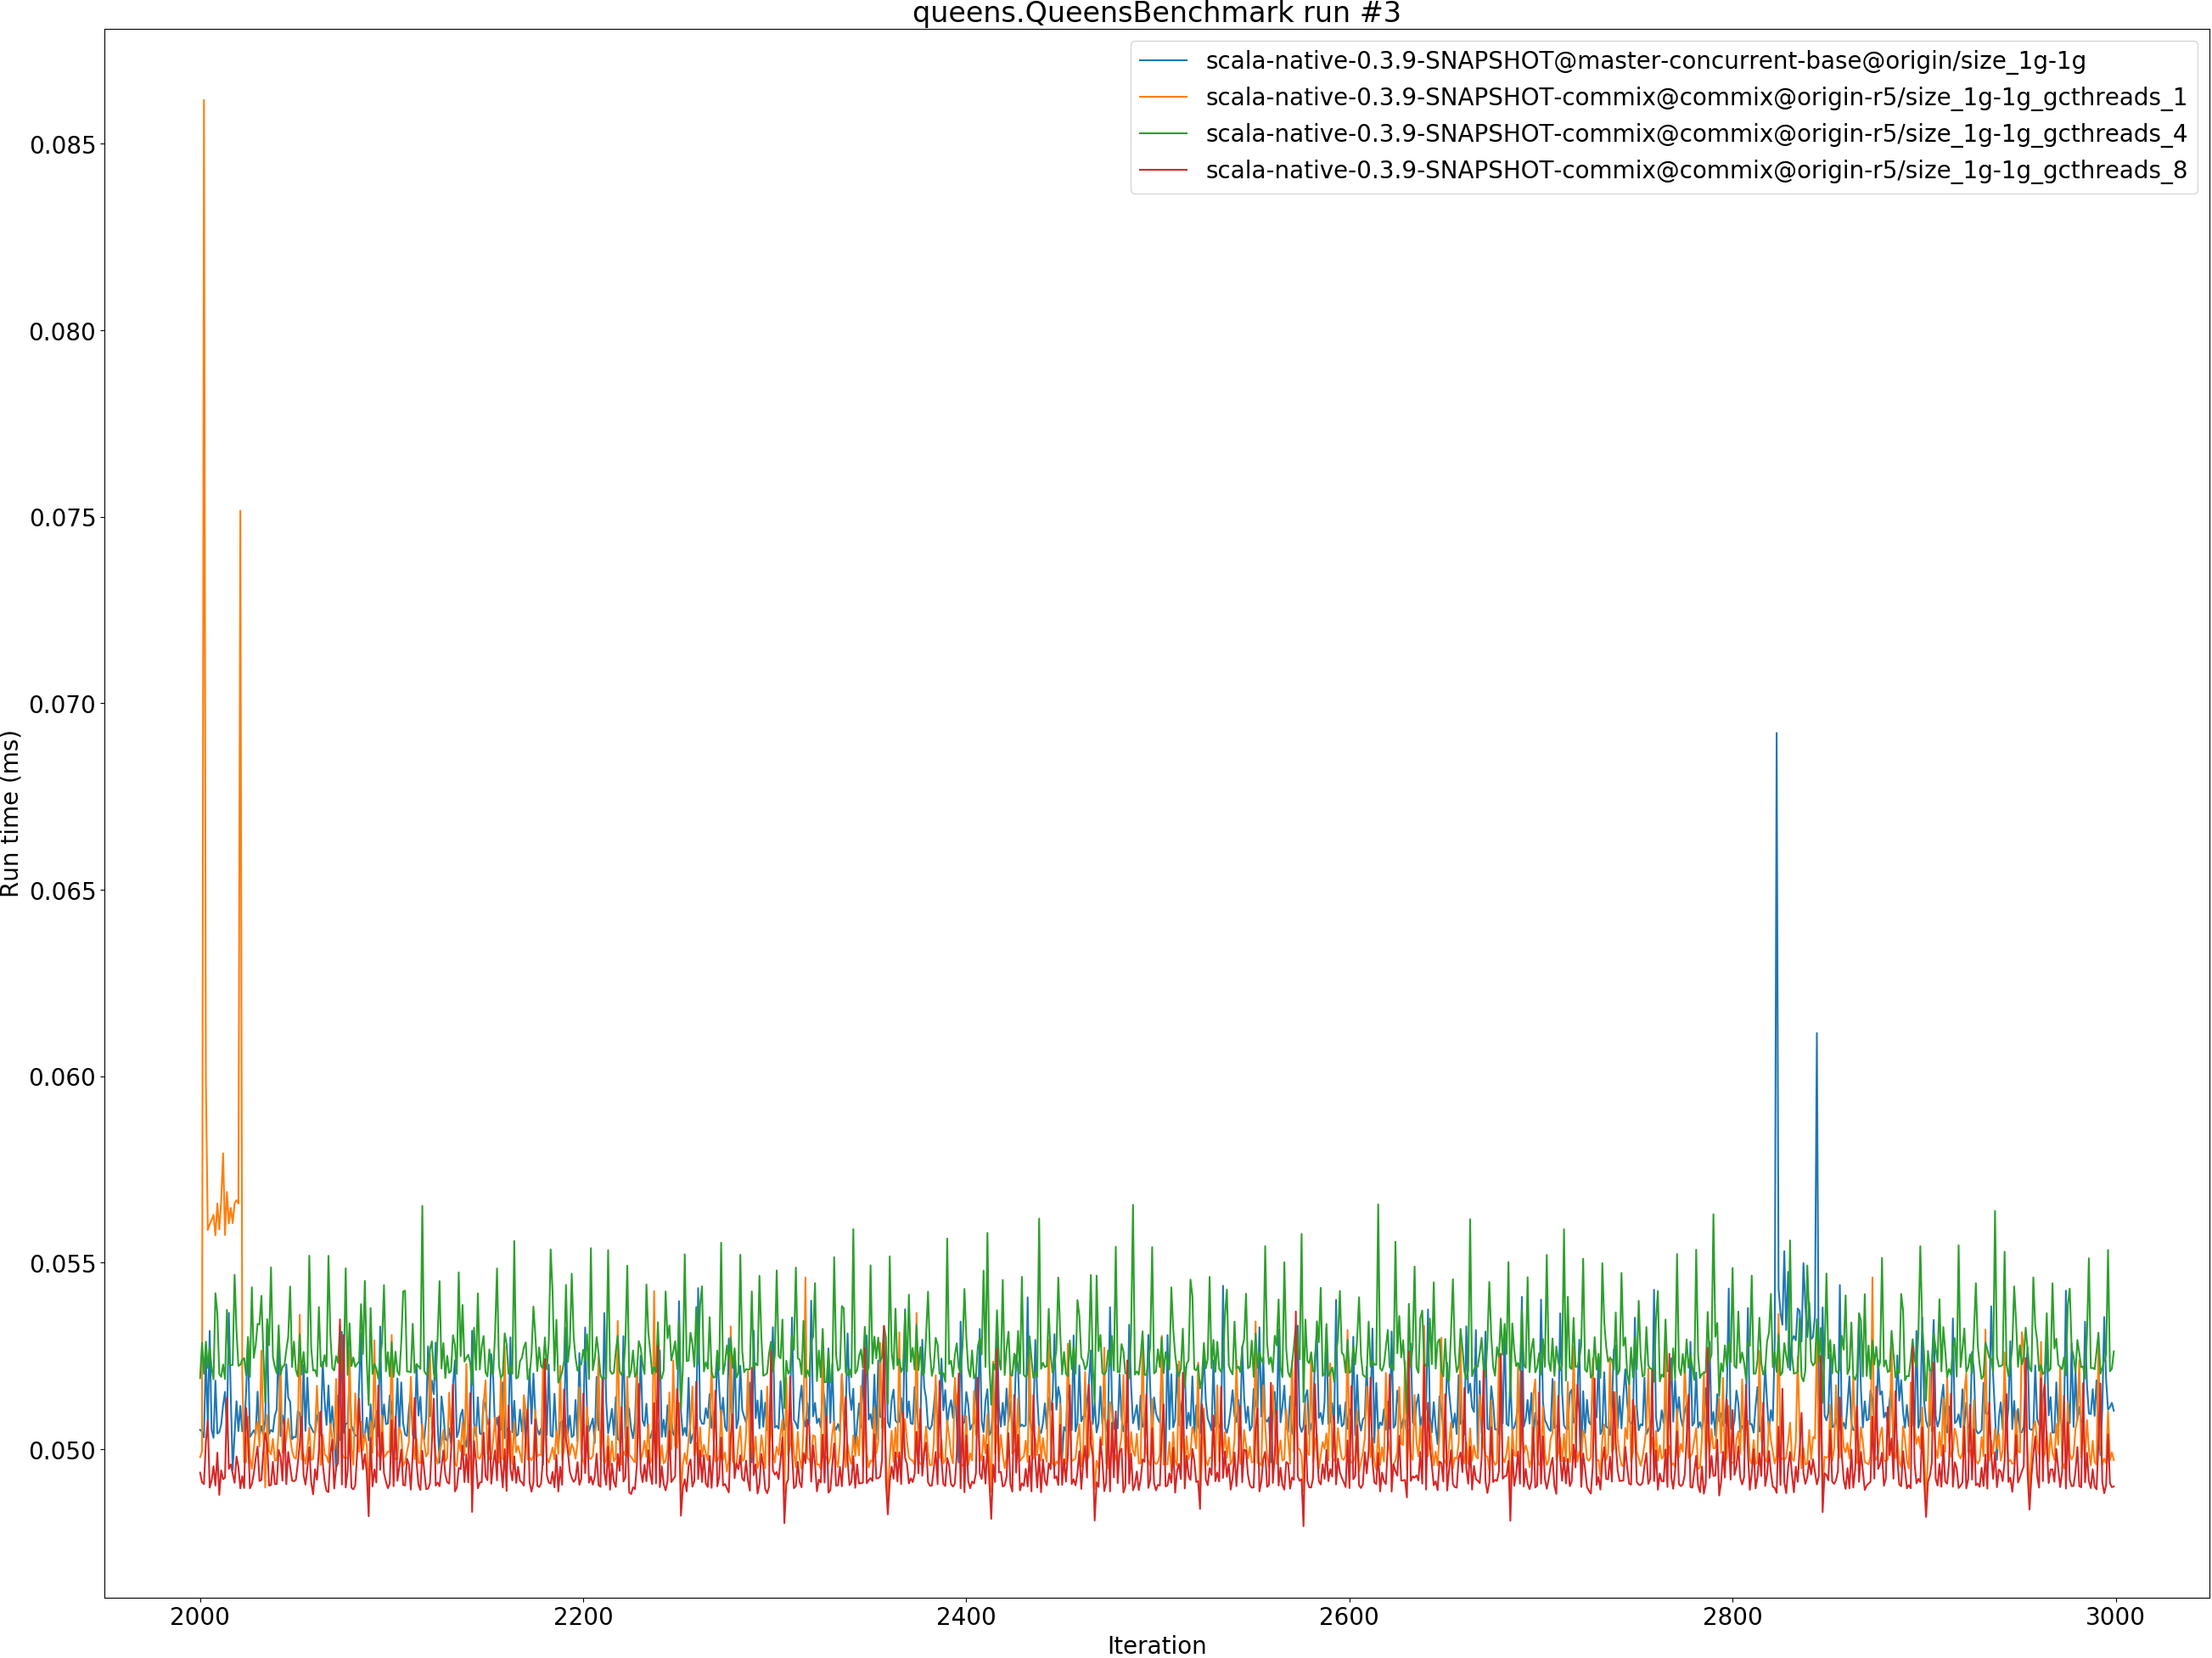 queens.QueensBenchmark run #3
scala-native-0.3.9-SNAPSHOT@master-concurrent-base@origin/size_1g-1g
scala-native-0.3.9-SNAPSHOT-commix@commix@origin-r5/size_1g-1g_gcthreads_1
scala-native-0.3.9-SNAPSHOT-commix@commix@origin-r5/size_1g-1g_gcthreads_4
scala-native-0.3.9-SNAPSHOT-commix@commix@origin-r5/size_1g-1g_gcthreads_8
Run time (ms)
0.085
0.080
0.075
0.070
0.065
0.060
0.055
0.050
2000 2200 2400 2600 2800 3000
Iteration